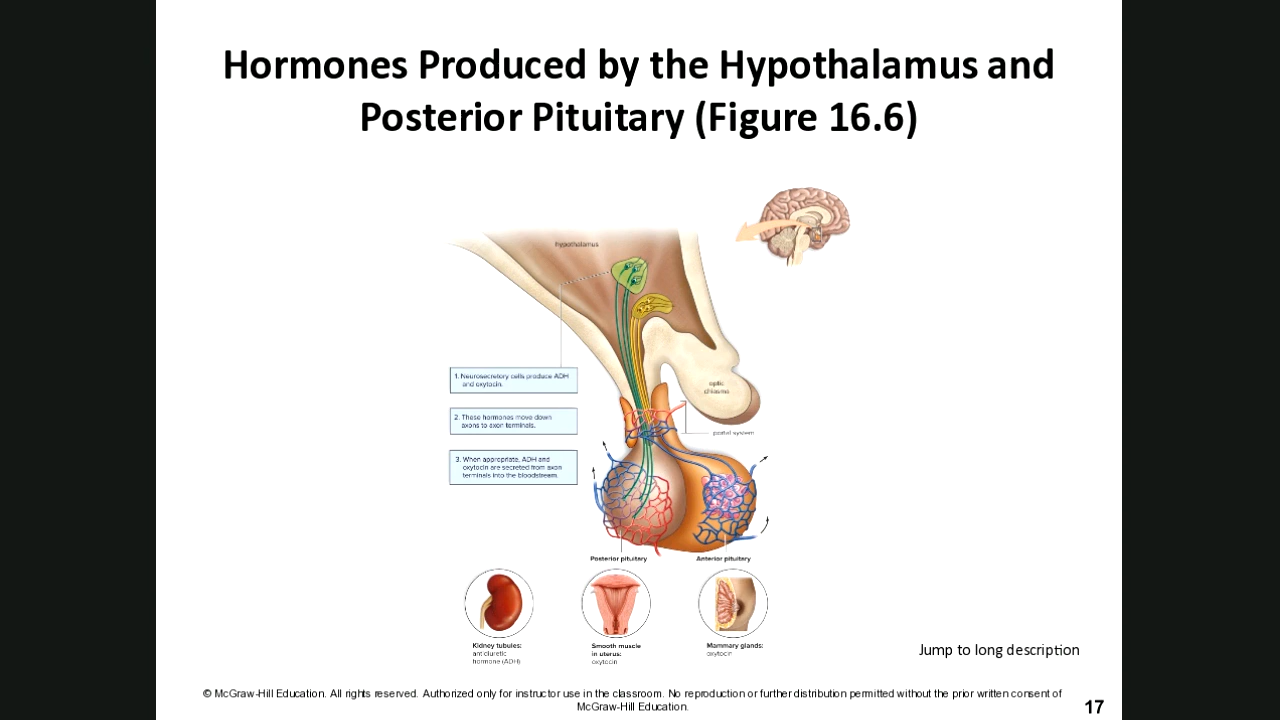 Hormones Produced by the Hypothalamus and
Posterior Pituitary (Figure 16.6)
hypothalamus
1. Neurosecretory cells produce ADH
and oxytocin.
2. These hormones move down
axons to axon terminals.
3. When appropriate, ADH and
oxytocin are secreted from axon
terminals into the bloodstream.
optic
chiasma
portal system
Posterior pituitary
Anterior pituitary
Kidney tubules:
antidiuretic
hormone (ADH)
Smooth muscle
in uterus:
oxytocin
Mammary glands:
oxytocin
Jump to long description
© McGraw-Hill Education. All rights reserved. Authorized only for instructor use in the classroom. No reproduction or further distribution permitted without the prior written consent of
McGraw-Hill Education.
17